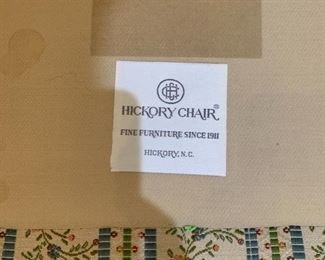 HICKORY CHAIR®
FINE FURNITURE SINCE 1911
HICKORY, N.C.